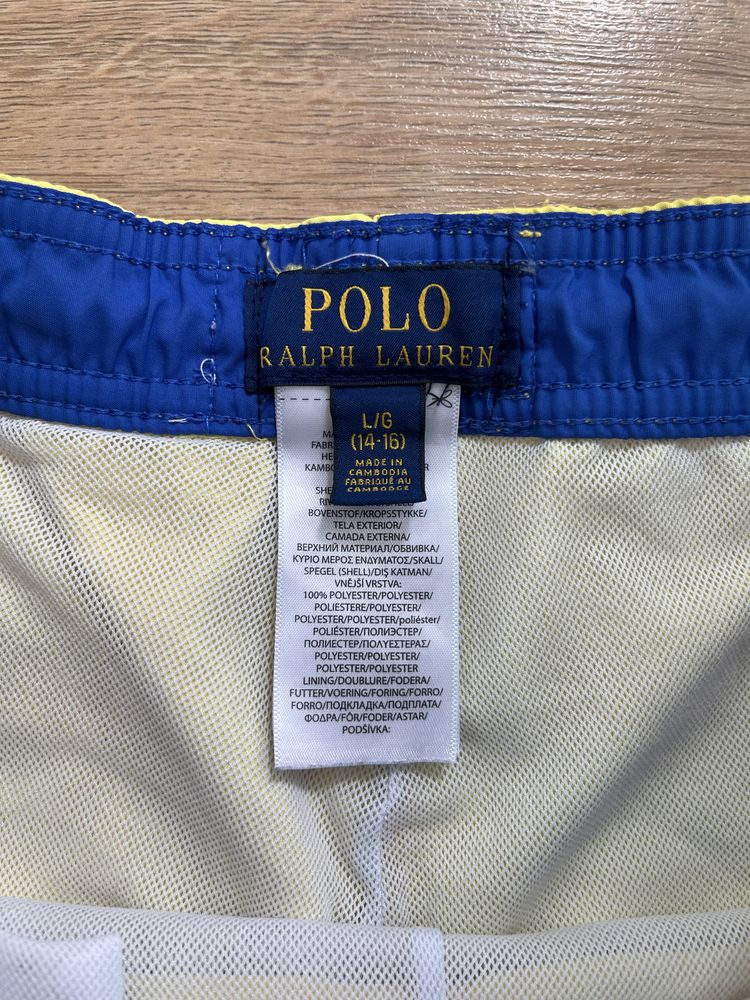 POLO
RALPH LAUREN
L/G
(14-16)
MADE IN
CAMBODIA
FABRIQUÉ AU
CAMBODGE
BOVENSTOF/KROPSSTYKKE/
TELA EXTERIOR/
CAMADA EXTERNA/
ВЕРХНИЙ МАТЕРИАЛ/ОБВИВКА/
ΚΥΡΙΟ ΜΕΡΟΣ ΕΝΔΥΜΑΤΟΣ/SKALL/
SPEGEL (SHELL)/DIŞ KATMAN/
VNĚJŠÍ VRSTVA:
100% POLYESTER/POLYESTER/
POLIESTERE/POLYESTER/
POLYESTER/POLYESTER/poliéster/
POLIÉSTER/ПОЛИЭСТЕР/
ПОЛИЕСТЕР/ΠΟΛΥΕΣΤΕΡΑΣ/
POLYESTER/POLYESTER/
POLYESTER/POLYESTER
LINING/DOUBLURE/FODERA/
FUTTER/VOERING/FORING/FORRO/
FORRO/ПОДКЛАДКА/ПОДПЛАТА/
ΦΟΔΡΑ/FÔR/FODER/ASTAR/
PODŠÍVKA: